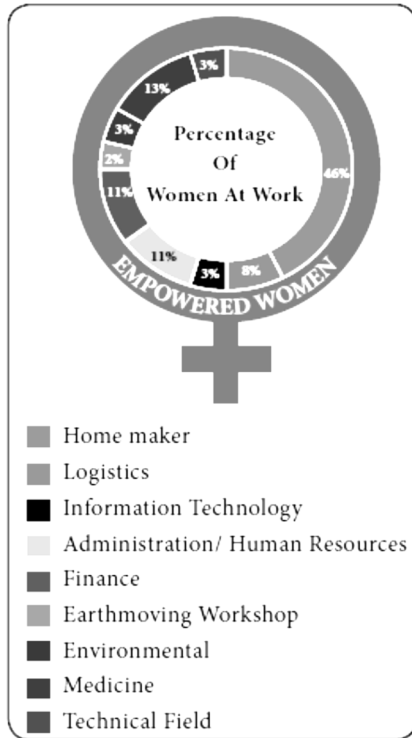 3%
13%
3%
2%
11%
11%
3%
8%
46%
Percentage
Of
Women At Work
EMPOWERED WOMEN
Home maker
Logistics
Information Technology
Administration/ Human Resources
Finance
Earthmoving Workshop
Environmental
Medicine
Technical Field